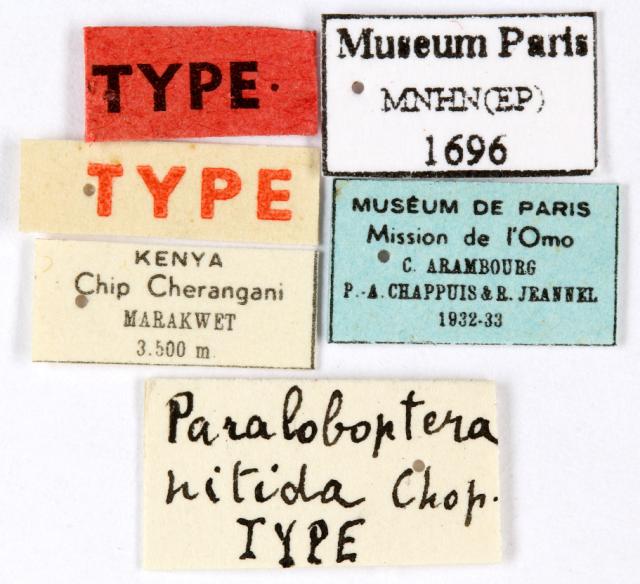 TYPE.
Museum Paris
MNHN(EP)
1696
TYPE
MUSÉUM DE PARIS
Mission de l'Omo
C. ARAMBOURG
P.-A. CHAPPUIS & R. JEANNEL
1932-33
KENYA
Chip Cherangani
MARAKWET
3.500 m
Paraloboptera
nitida Chop.
TYPE